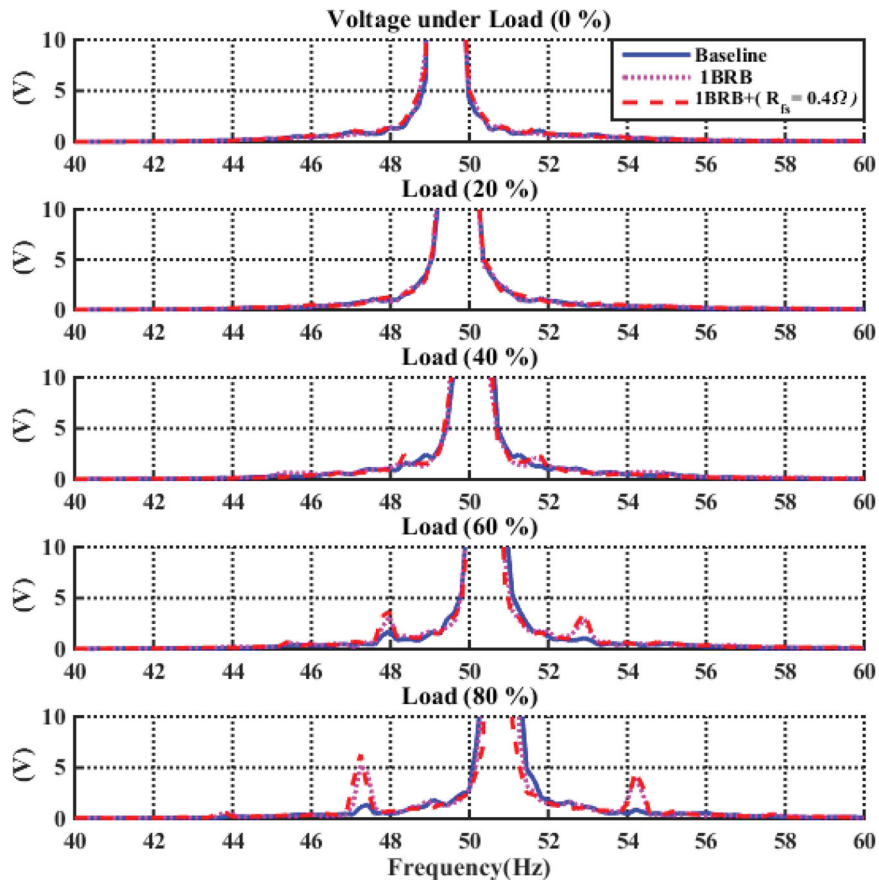 Voltage under Load (0 %)
10
5
0
(V)
Baseline
1BRB
1BRB+( R_fs = 0.4Ω )
40 42 44 46 48 50 52 54 56 58 60
Load (20 %)
10
5
0
(V)
40 42 44 46 48 50 52 54 56 58 60
Load (40 %)
10
5
0
(V)
40 42 44 46 48 50 52 54 56 58 60
Load (60 %)
10
5
0
(V)
40 42 44 46 48 50 52 54 56 58 60
Load (80 %)
10
5
0
(V)
40 42 44 46 48 50 52 54 56 58 60
Frequency(Hz)